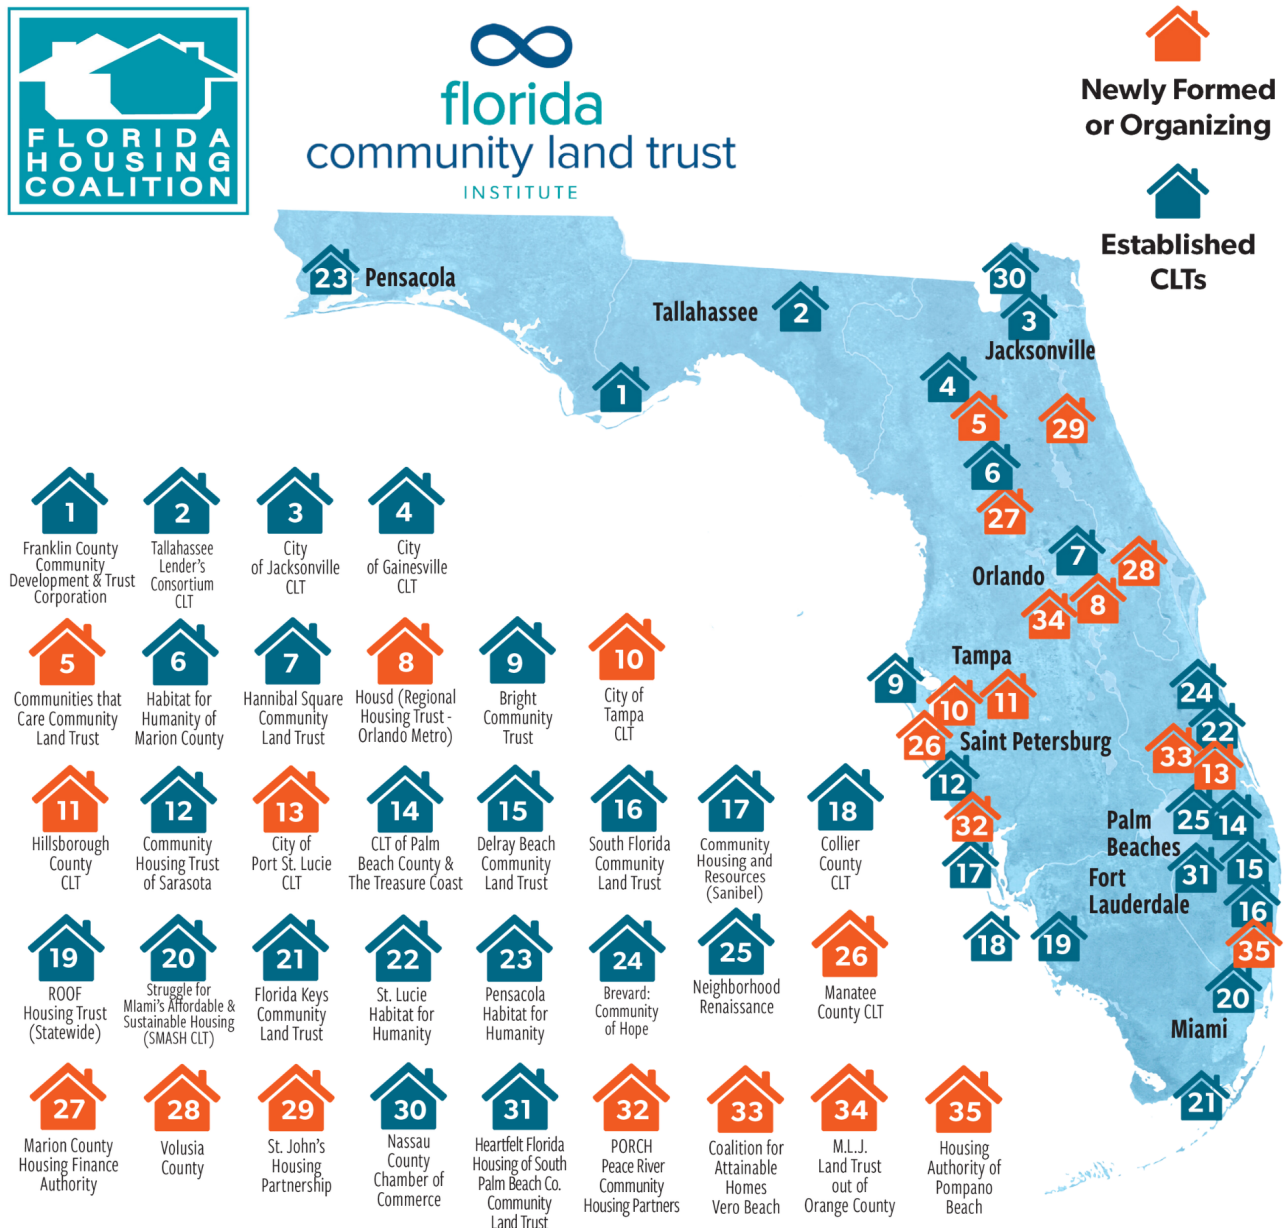 FLORIDA
HOUSING
COALITION
florida
community land trust
INSTITUTE
Newly Formed
or Organizing
Established
CLTs
23
Pensacola
Tallahassee
2
30
3
Jacksonville
1
4
5
29
6
27
7
28
Orlando
8
34
Tampa
9
10
11
24
22
26
Saint Petersburg
33
13
12
32
25
14
Palm
Beaches
17
31
15
Fort
Lauderdale
16
18
19
35
20
Miami
21
1
Franklin County
Community
Development & Trust
Corporation
2
Tallahassee
Lender's
Consortium
CLT
3
City
of Jacksonville
CLT
4
City
of Gainesville
CLT
5
Communities that
Care Community
Land Trust
6
Habitat for
Humanity of
Marion County
7
Hannibal Square
Community
Land Trust
8
Housd (Regional
Housing Trust -
Orlando Metro)
9
Bright
Community
Trust
10
City of
Tampa
CLT
11
Hillsborough
County
CLT
12
Community
Housing Trust
of Sarasota
13
City of
Port St. Lucie
CLT
14
CLT of Palm
Beach County &
The Treasure Coast
15
Delray Beach
Community
Land Trust
16
South Florida
Community
Land Trust
17
Community
Housing and
Resources
(Sanibel)
18
Collier
County
CLT
19
ROOF
Housing Trust
(Statewide)
20
Struggle for
MIami's Affordable &
Sustainable Housing
(SMASH CLT)
21
Florida Keys
Community
Land Trust
22
St. Lucie
Habitat for
Humanity
23
Pensacola
Habitat for
Humanity
24
Brevard:
Community
of Hope
25
Neighborhood
Renaissance
26
Manatee
County CLT
27
Marion County
Housing Finance
Authority
28
Volusia
County
29
St. John's
Housing
Partnership
30
Nassau
County
Chamber of
Commerce
31
Heartfelt Florida
Housing of South
Palm Beach Co.
Community
Land Trust
32
PORCH
Peace River
Community
Housing Partners
33
Coalition for
Attainable
Homes
Vero Beach
34
M.L.J.
Land Trust
out of
Orange County
35
Housing
Authority of
Pompano
Beach